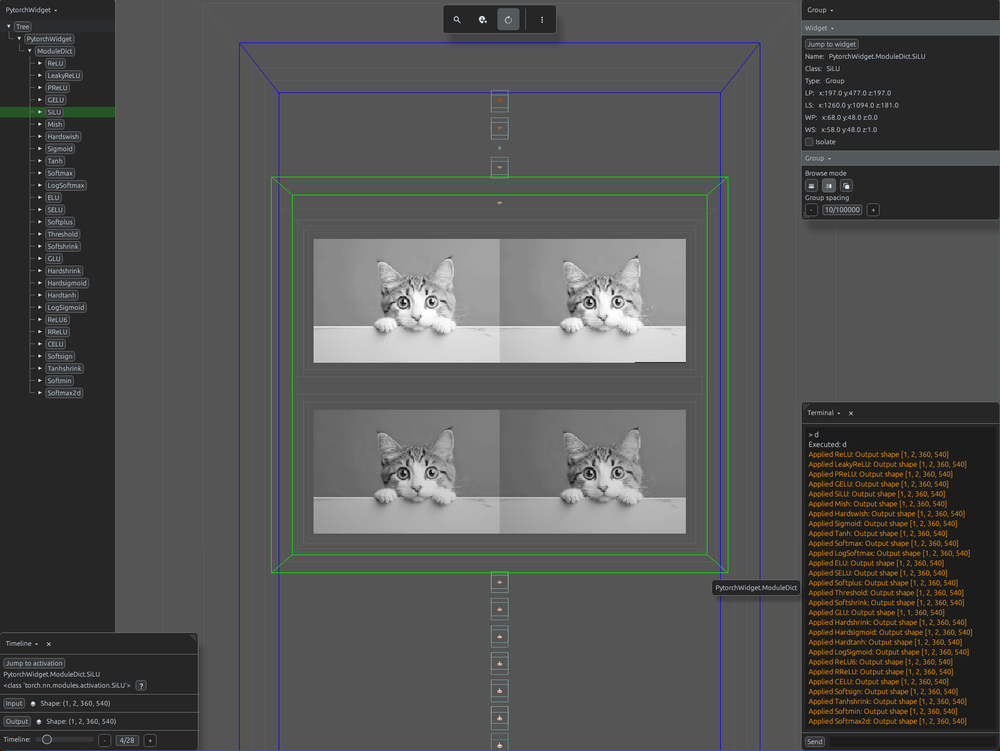 PytorchWidget
Tree
PytorchWidget
ModuleDict
ReLU
LeakyReLU
PReLU
GELU
SiLU
Mish
Hardswish
Sigmoid
Tanh
Softmax
LogSoftmax
ELU
SELU
Softplus
Threshold
Softshrink
GLU
Hardshrink
Hardsigmoid
Hardtanh
LogSigmoid
ReLU6
RReLU
CELU
Softsign
Tanhshrink
Softmin
Softmax2d
Timeline
Jump to activation
PytorchWidget.ModuleDict.SiLU
<class 'torch.nn.modules.activation.SiLU'> ?
Input Shape: (1, 2, 360, 540)
Output Shape: (1, 2, 360, 540)
Timeline: - 4/28 +
PytorchWidget.ModuleDict
Group
Widget
Jump to widget
Name: PytorchWidget.ModuleDict.SiLU
Class: SiLU
Type: Group
LP: x:197.0 y:477.0 z:197.0
LS: x:1260.0 y:1094.0 z:181.0
WP: x:68.0 y:48.0 z:0.0
WS: x:58.0 y:48.0 z:1.0
Isolate
Group
Browse mode
Group spacing
- 10/100000 +
Terminal
> d
Executed: d
Applied ReLU: Output shape [1, 2, 360, 540]
Applied LeakyReLU: Output shape [1, 2, 360, 540]
Applied PReLU: Output shape [1, 2, 360, 540]
Applied GELU: Output shape [1, 2, 360, 540]
Applied SiLU: Output shape [1, 2, 360, 540]
Applied Mish: Output shape [1, 2, 360, 540]
Applied Hardswish: Output shape [1, 2, 360, 540]
Applied Sigmoid: Output shape [1, 2, 360, 540]
Applied Tanh: Output shape [1, 2, 360, 540]
Applied Softmax: Output shape [1, 2, 360, 540]
Applied LogSoftmax: Output shape [1, 2, 360, 540]
Applied ELU: Output shape [1, 2, 360, 540]
Applied SELU: Output shape [1, 2, 360, 540]
Applied Softplus: Output shape [1, 2, 360, 540]
Applied Threshold: Output shape [1, 2, 360, 540]
Applied Softshrink: Output shape [1, 2, 360, 540]
Applied GLU: Output shape [1, 1, 360, 540]
Applied Hardshrink: Output shape [1, 2, 360, 540]
Applied Hardsigmoid: Output shape [1, 2, 360, 540]
Applied Hardtanh: Output shape [1, 2, 360, 540]
Applied LogSigmoid: Output shape [1, 2, 360, 540]
Applied ReLU6: Output shape [1, 2, 360, 540]
Applied RReLU: Output shape [1, 2, 360, 540]
Applied CELU: Output shape [1, 2, 360, 540]
Applied Softsign: Output shape [1, 2, 360, 540]
Applied Tanhshrink: Output shape [1, 2, 360, 540]
Applied Softmin: Output shape [1, 2, 360, 540]
Applied Softmax2d: Output shape [1, 2, 360, 540]
Send